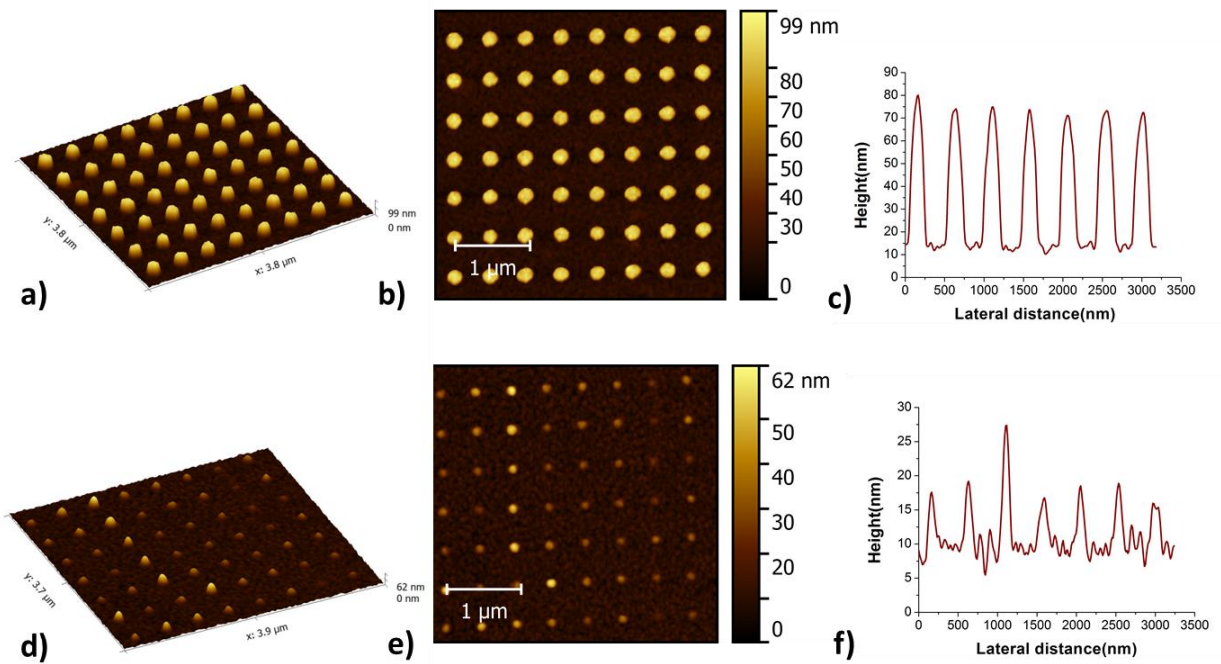 99 nm
0 nm
y: 3.8 µm
x: 3.8 µm
a)
1 µm
99 nm
80
70
60
50
40
30
0
b)
90
80
70
60
50
40
30
20
10
0
Height(nm)
0 500 1000 1500 2000 2500 3000 3500
Lateral distance(nm)
c)
62 nm
0 nm
y: 3.7 µm
x: 3.9 µm
d)
1 µm
62 nm
50
40
30
20
0
e)
30
25
20
15
10
5
0
Height(nm)
0 500 1000 1500 2000 2500 3000 3500
Lateral distance(nm)
f)